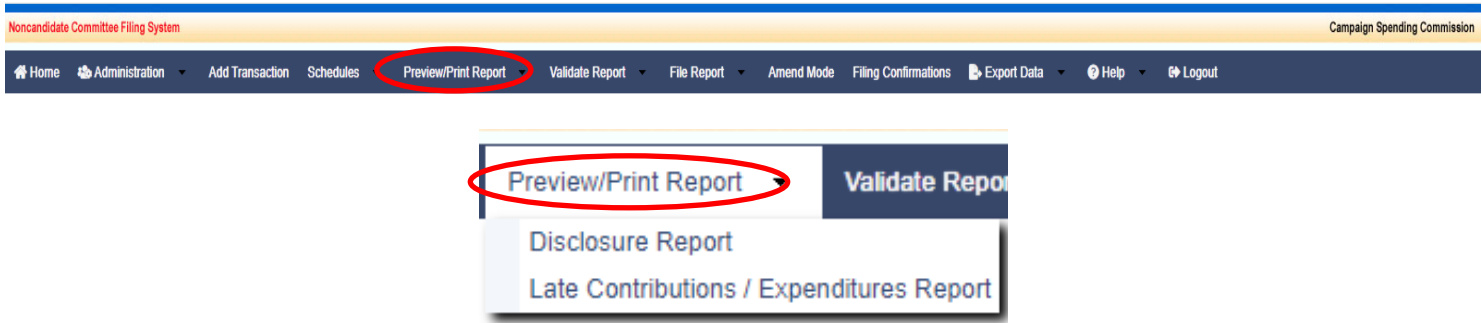 Noncandidate Committee Filing System Campaign Spending Commission
Home Administration Add Transaction Schedules Preview/Print Report Validate Report File Report Amend Mode Filing Confirmations Export Data Help Logout
Preview/Print Report Validate Repor
Disclosure Report
Late Contributions / Expenditures Report